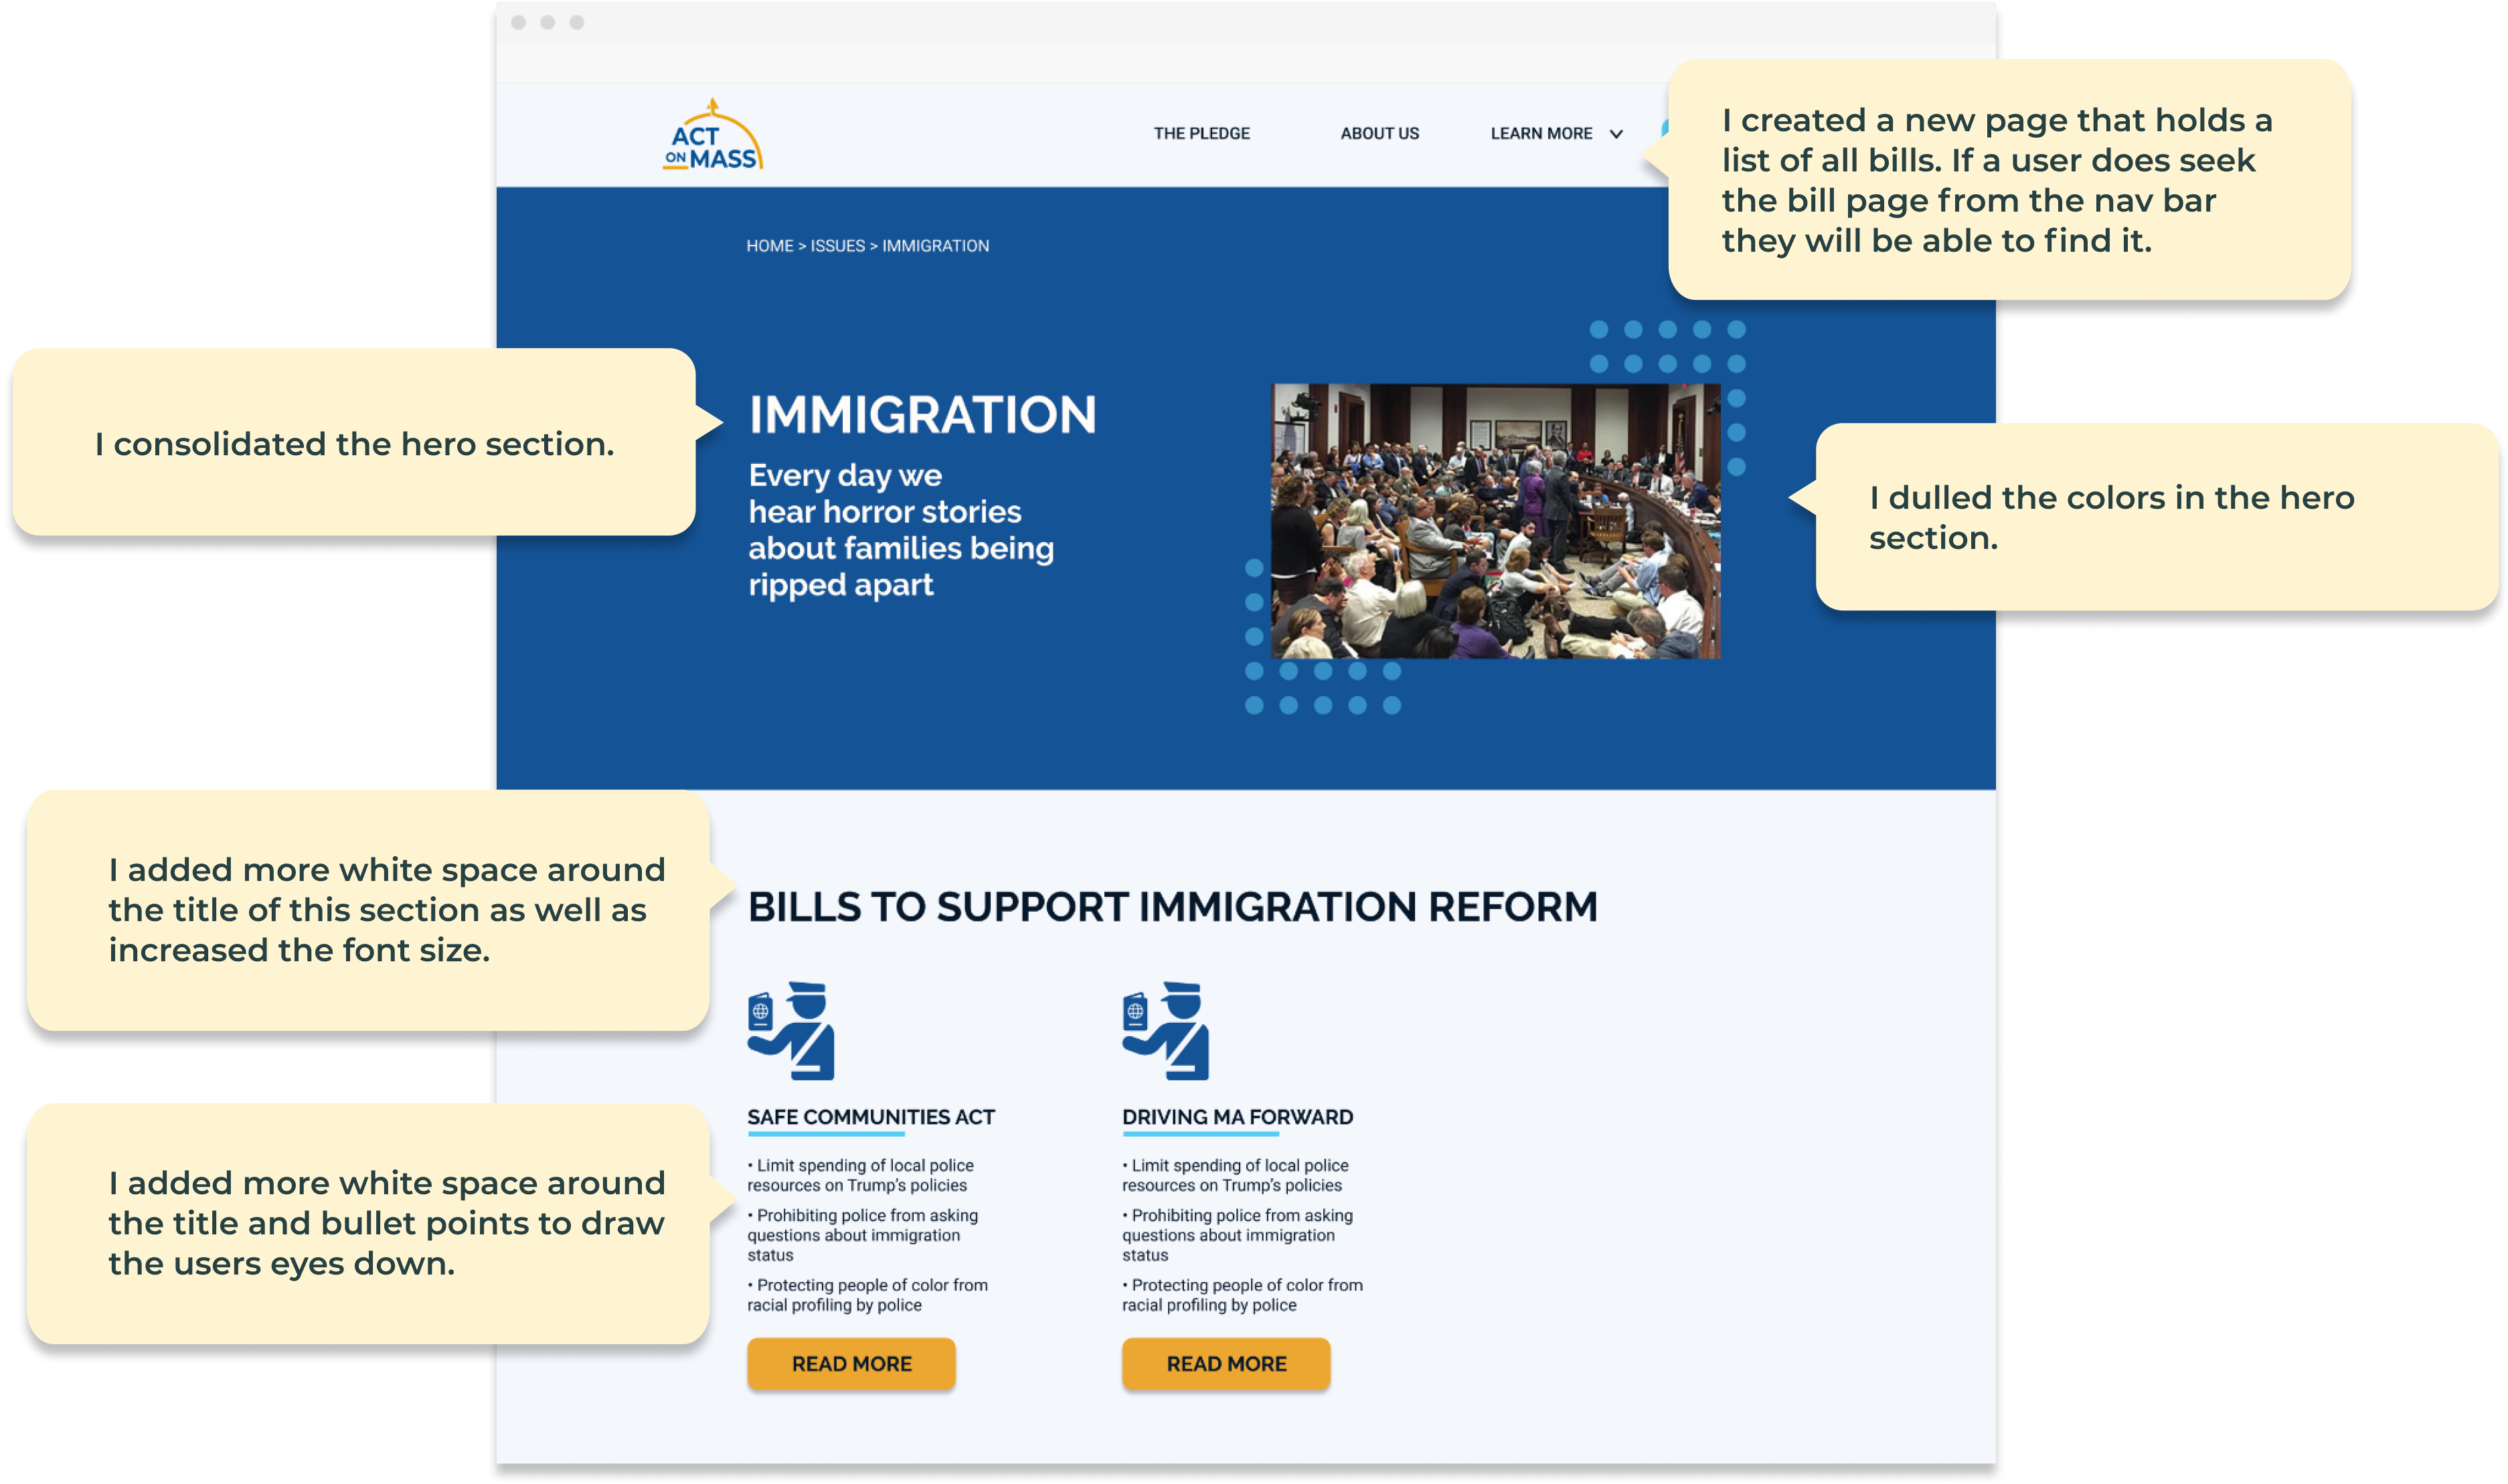 ACT
ON MASS
THE PLEDGE
ABOUT US
LEARN MORE
I created a new page that holds a
list of all bills. If a user does seek
the bill page from the nav bar
they will be able to find it.
HOME > ISSUES > IMMIGRATION
I consolidated the hero section.
IMMIGRATION
Every day we
hear horror stories
about families being
ripped apart
I dulled the colors in the hero
section.
I added more white space around
the title of this section as well as
increased the font size.
BILLS TO SUPPORT IMMIGRATION REFORM
I added more white space around
the title and bullet points to draw
the users eyes down.
SAFE COMMUNITIES ACT
• Limit spending of local police
resources on Trump's policies
• Prohibiting police from asking
questions about immigration
status
• Protecting people of color from
racial profiling by police
READ MORE
DRIVING MA FORWARD
• Limit spending of local police
resources on Trump's policies
• Prohibiting police from asking
questions about immigration
status
• Protecting people of color from
racial profiling by police
READ MORE